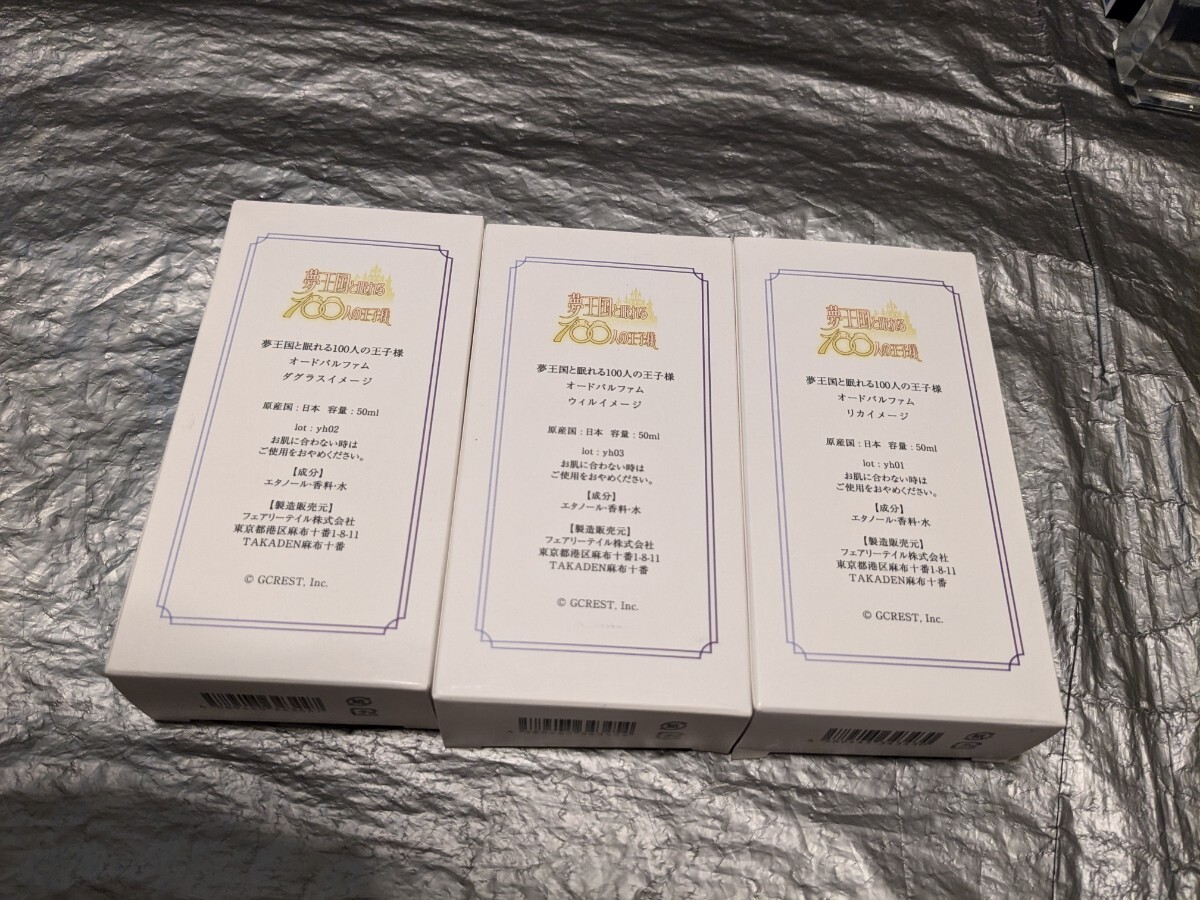 夢王国と眠れる
100人の王子様
夢王国と眠れる100人の王子様
オードパルファム
ダグラスイメージ
原産国：日本 容量：50ml
lot：yh02
お肌に合わない時は
ご使用をおやめください。
【成分】
エタノール・香料・水
【製造販売元】
フェアリーテイル株式会社
東京都港区麻布十番1-8-11
TAKADEN麻布十番
© GCREST, Inc.
夢王国と眠れる
100人の王子様
夢王国と眠れる100人の王子様
オードパルファム
ウィルイメージ
原産国：日本 容量：50ml
lot：yh03
お肌に合わない時は
ご使用をおやめください。
【成分】
エタノール・香料・水
【製造販売元】
フェアリーテイル株式会社
東京都港区麻布十番1-8-11
TAKADEN麻布十番
© GCREST, Inc.
夢王国と眠れる
100人の王子様
夢王国と眠れる100人の王子様
オードパルファム
リカイメージ
原産国：日本 容量：50ml
lot：yh01
お肌に合わない時は
ご使用をおやめください。
【成分】
エタノール・香料・水
【製造販売元】
フェアリーテイル株式会社
東京都港区麻布十番1-8-11
TAKADEN麻布十番
© GCREST, Inc.